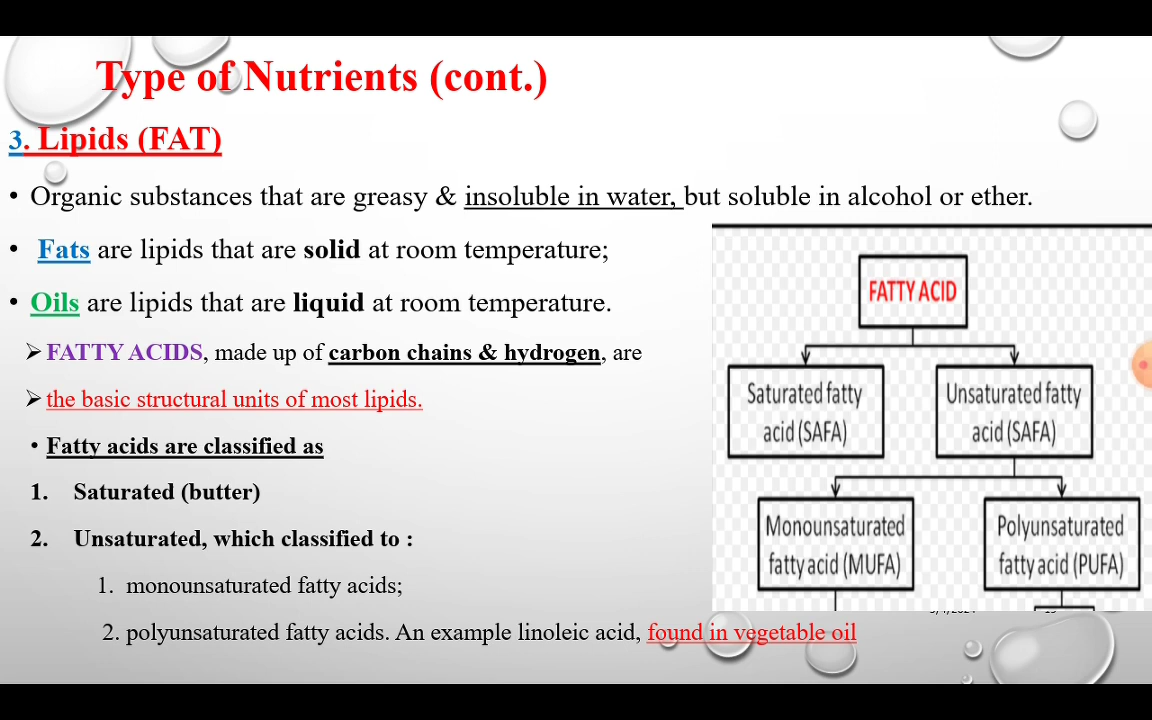 Type of Nutrients (cont.)
3. Lipids (FAT)
• Organic substances that are greasy & insoluble in water, but soluble in alcohol or ether.
• Fats are lipids that are solid at room temperature;
• Oils are lipids that are liquid at room temperature.
➢ FATTY ACIDS, made up of carbon chains & hydrogen, are
➢ the basic structural units of most lipids.
• Fatty acids are classified as
1. Saturated (butter)
2. Unsaturated, which classified to :
1. monounsaturated fatty acids;
2. polyunsaturated fatty acids. An example linoleic acid, found in vegetable oil
FATTY ACID
Saturated fatty
acid (SAFA)
Unsaturated fatty
acid (SAFA)
Monounsaturated
fatty acid (MUFA)
Polyunsaturated
fatty acid (PUFA)